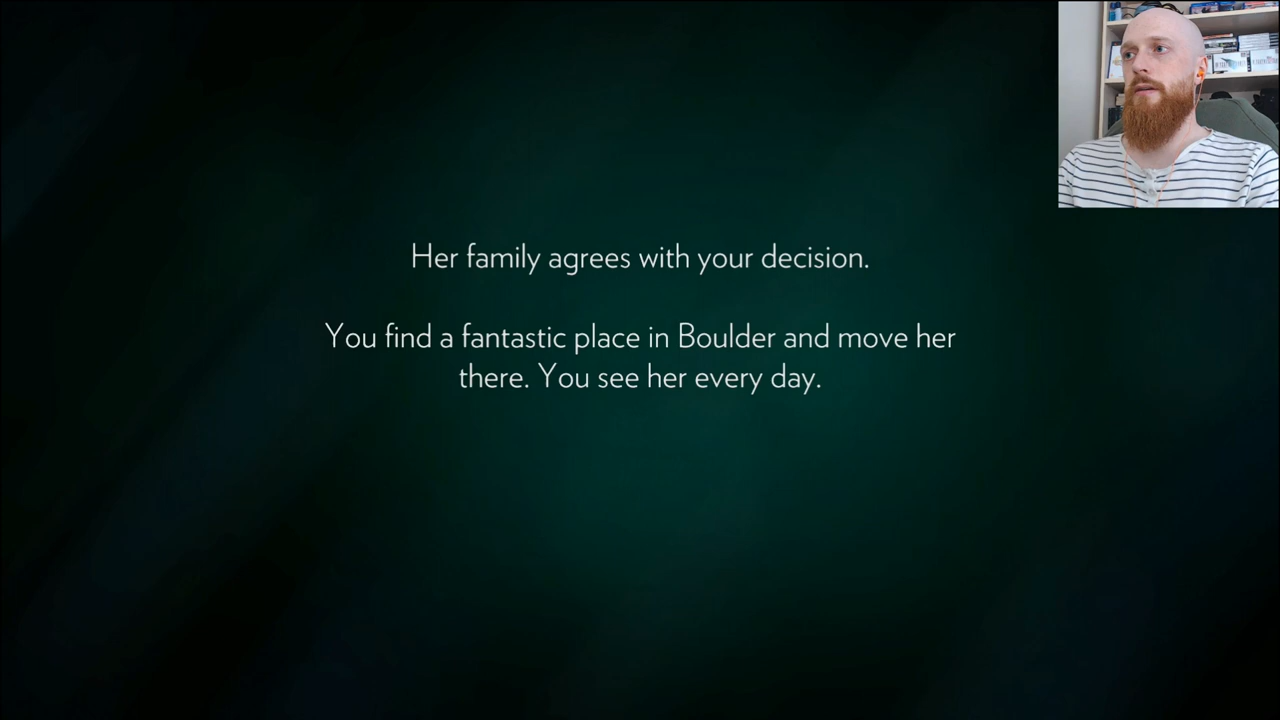 Her family agrees with your decision.
You find a fantastic place in Boulder and move her
there. You see her every day.